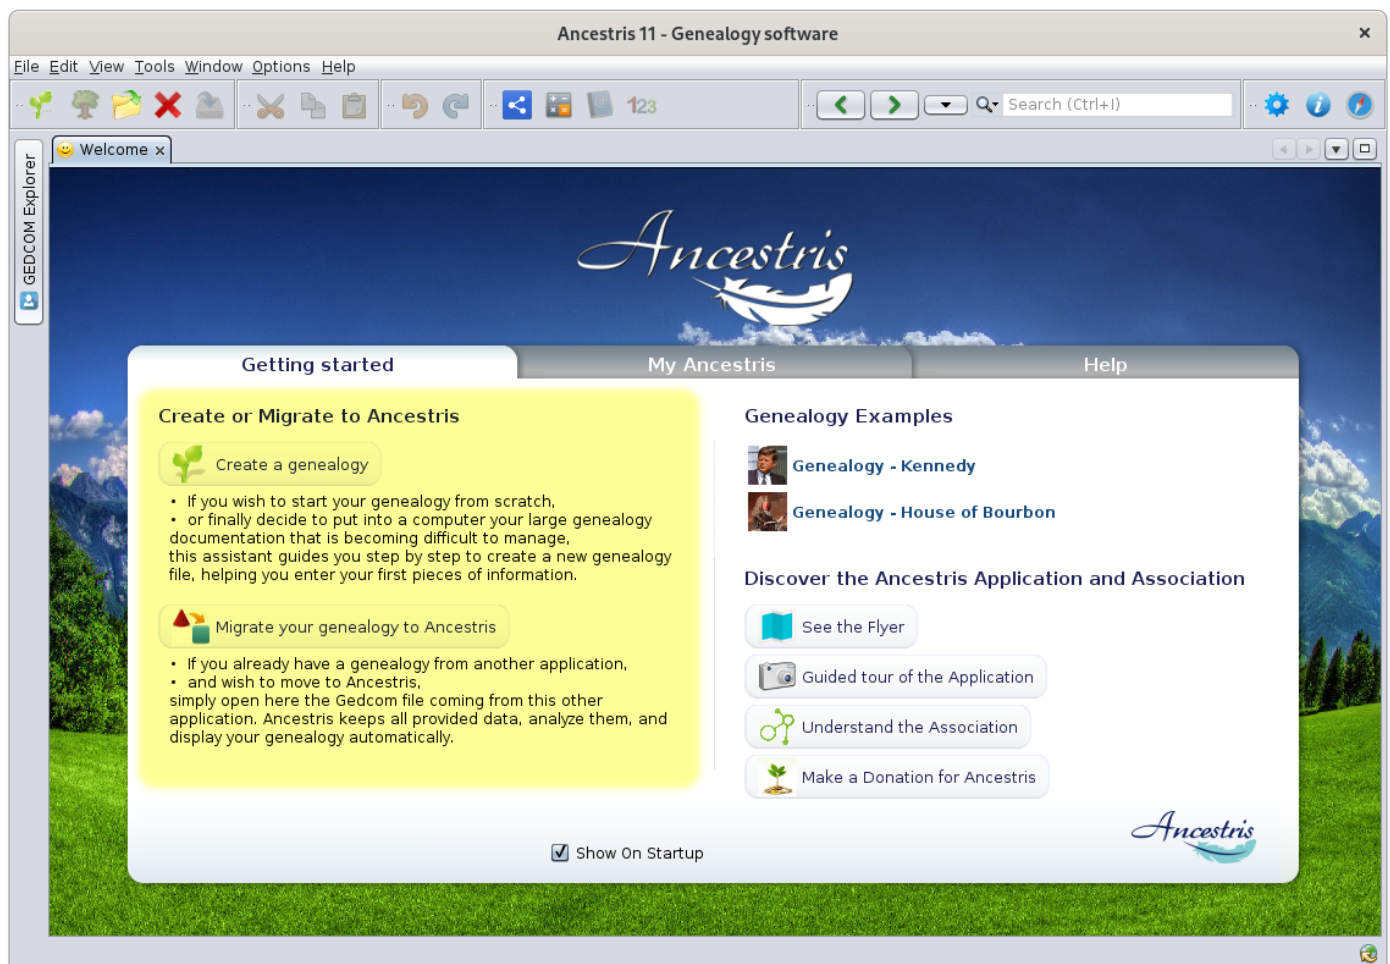 Ancestris 11 - Genealogy software
File Edit View Tools Window Options Help
123
Search (Ctrl+I)
GEDCOM Explorer
Welcome
Ancestris
Getting started
My Ancestris
Help
Create or Migrate to Ancestris
Create a genealogy
• If you wish to start your genealogy from scratch,
• or finally decide to put into a computer your large genealogy
documentation that is becoming difficult to manage,
this assistant guides you step by step to create a new genealogy
file, helping you enter your first pieces of information.
Migrate your genealogy to Ancestris
• If you already have a genealogy from another application,
• and wish to move to Ancestris,
simply open here the Gedcom file coming from this other
application. Ancestris keeps all provided data, analyze them, and
display your genealogy automatically.
Genealogy Examples
Genealogy - Kennedy
Genealogy - House of Bourbon
Discover the Ancestris Application and Association
See the Flyer
Guided tour of the Application
Understand the Association
Make a Donation for Ancestris
Ancestris
Show On Startup